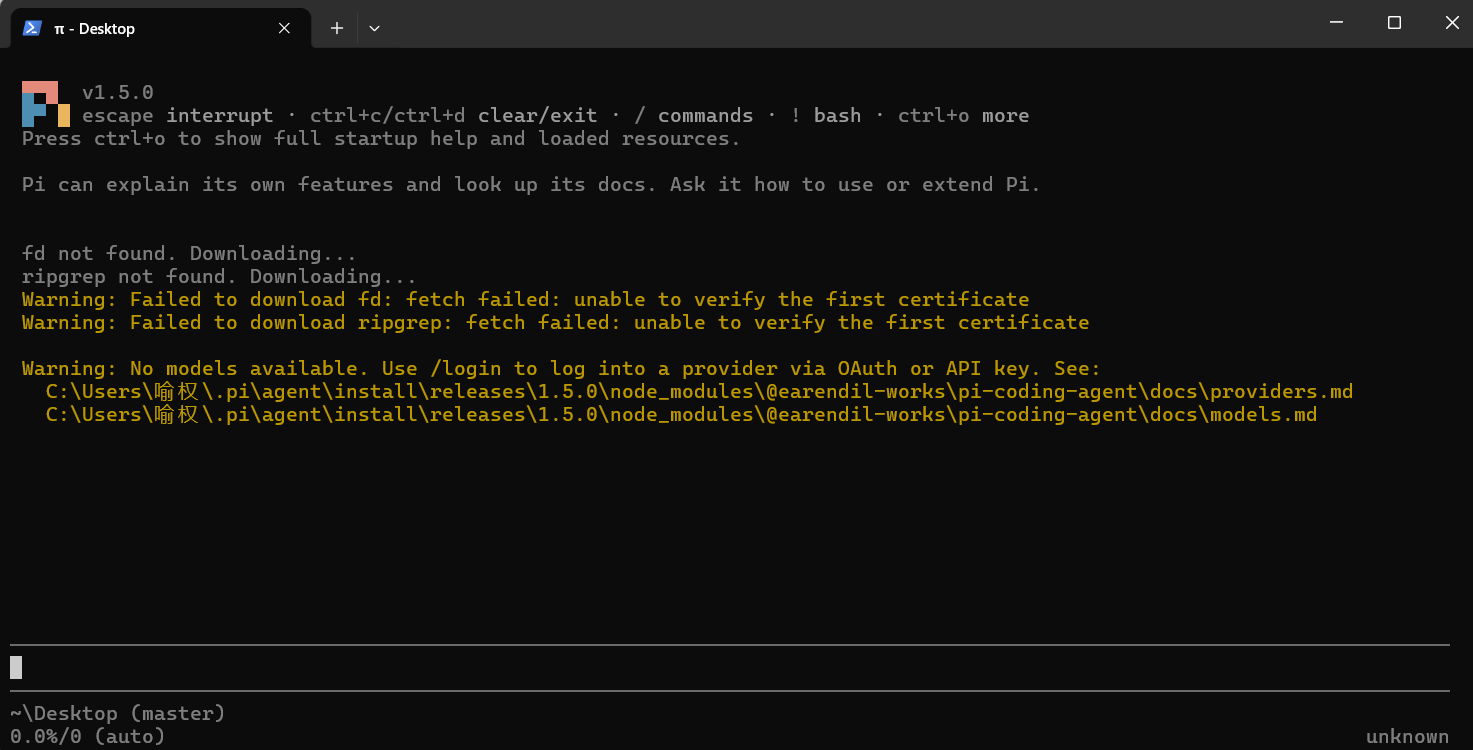 π - Desktop
v1.5.0
escape interrupt · ctrl+c/ctrl+d clear/exit · / commands · ! bash · ctrl+o more
Press ctrl+o to show full startup help and loaded resources.
Pi can explain its own features and look up its docs. Ask it how to use or extend Pi.
fd not found. Downloading...
ripgrep not found. Downloading...
Warning: Failed to download fd: fetch failed: unable to verify the first certificate
Warning: Failed to download ripgrep: fetch failed: unable to verify the first certificate
Warning: No models available. Use /login to log into a provider via OAuth or API key. See:
C:\Users\喻权\.pi\agent\install\releases\1.5.0\node_modules\@earendil-works\pi-coding-agent\docs\providers.md
C:\Users\喻权\.pi\agent\install\releases\1.5.0\node_modules\@earendil-works\pi-coding-agent\docs\models.md
~\Desktop (master)
0.0%/0 (auto) unknown